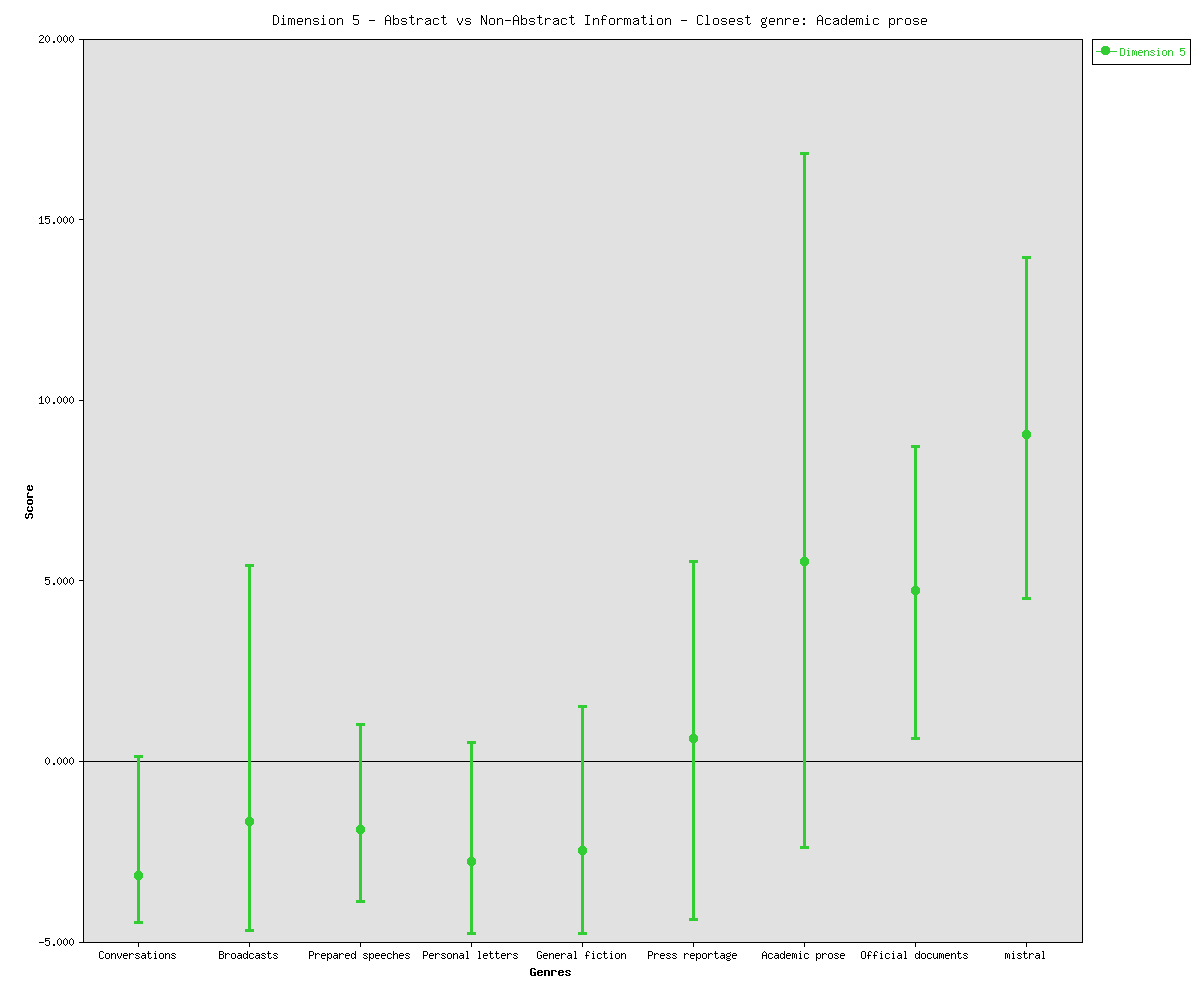 Dimension 5 - Abstract vs Non-Abstract Information - Closest genre: Academic prose
Dimension 5
20.000
15.000
10.000
5.000
0.000
-5.000
Score
Conversations Broadcasts Prepared speeches Personal letters General fiction Press reportage Academic prose Official documents mistral
Genres